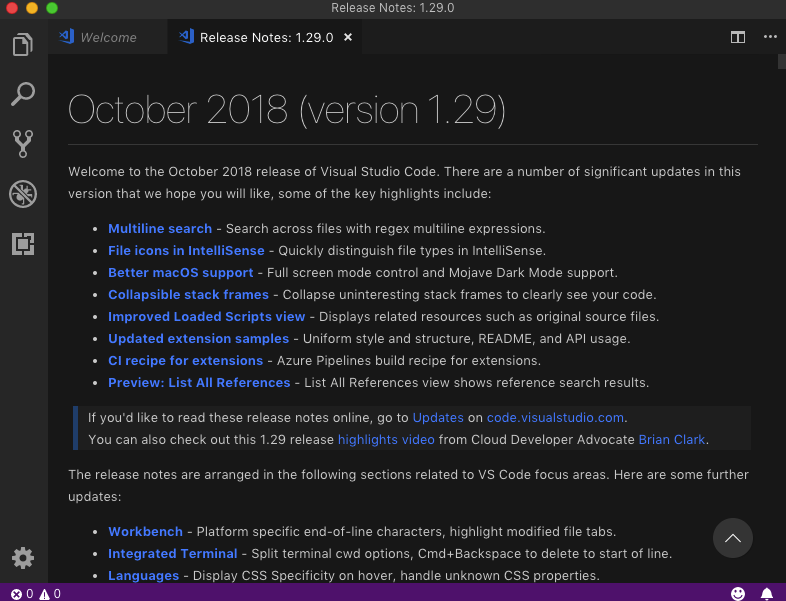 Release Notes: 1.29.0
Welcome
Release Notes: 1.29.0
October 2018 (version 1.29)
Welcome to the October 2018 release of Visual Studio Code. There are a number of significant updates in this
version that we hope you will like, some of the key highlights include:
• Multiline search - Search across files with regex multiline expressions.
• File icons in IntelliSense - Quickly distinguish file types in IntelliSense.
• Better macOS support - Full screen mode control and Mojave Dark Mode support.
• Collapsible stack frames - Collapse uninteresting stack frames to clearly see your code.
• Improved Loaded Scripts view - Displays related resources such as original source files.
• Updated extension samples - Uniform style and structure, README, and API usage.
• CI recipe for extensions - Azure Pipelines build recipe for extensions.
• Preview: List All References - List All References view shows reference search results.
If you'd like to read these release notes online, go to Updates on code.visualstudio.com.
You can also check out this 1.29 release highlights video from Cloud Developer Advocate Brian Clark.
The release notes are arranged in the following sections related to VS Code focus areas. Here are some further
updates:
• Workbench - Platform specific end-of-line characters, highlight modified file tabs.
• Integrated Terminal - Split terminal cwd options, Cmd+Backspace to delete to start of line.
• Languages - Display CSS Specificity on hover, handle unknown CSS properties.
0 0